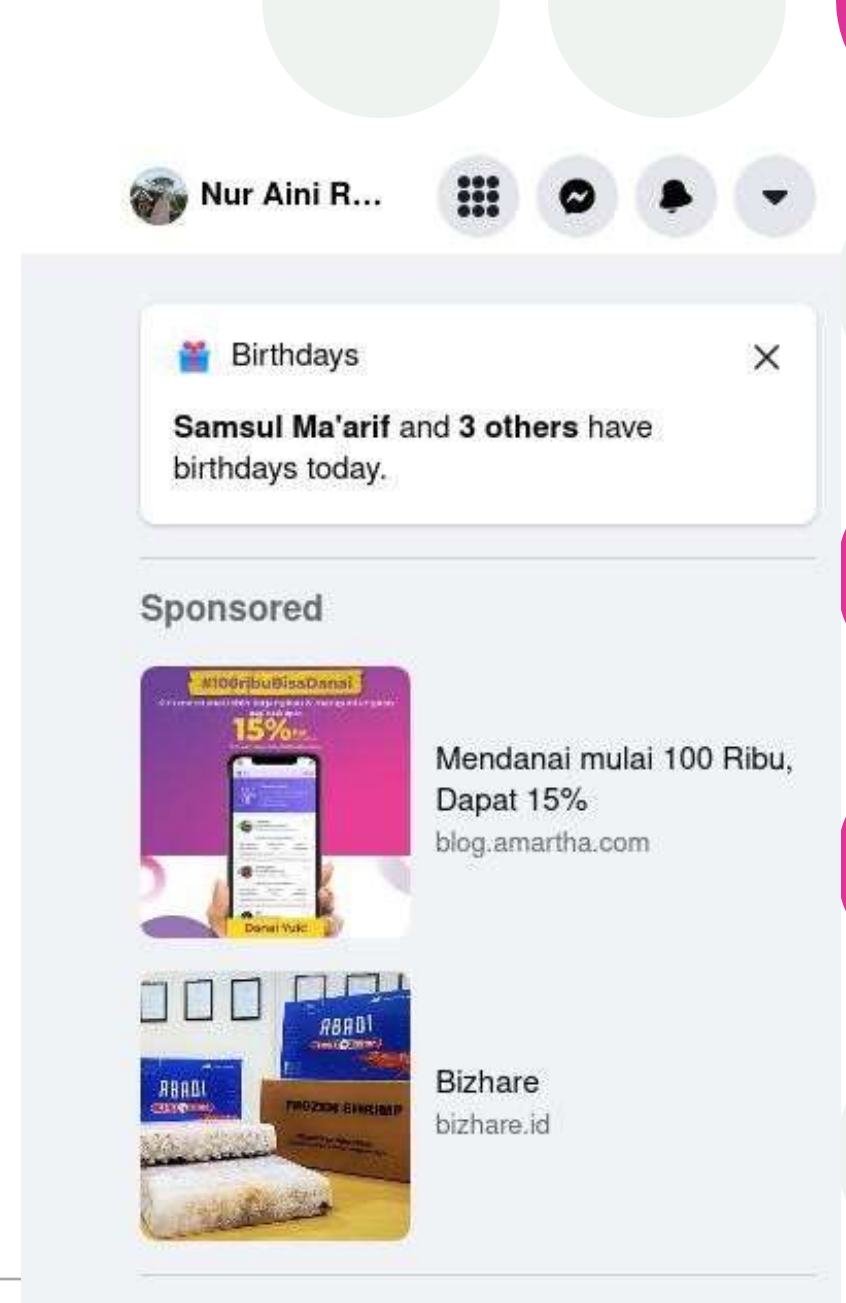 Nur Aini R...
Birthdays
Samsul Ma'arif and 3 others have
birthdays today.
Sponsored
#100ribuBisaDanai
15%
Danai Yuk!
Mendanai mulai 100 Ribu,
Dapat 15%
blog.amartha.com
ABADI
ABADI
FROZEN SHRIMP
Bizhare
bizhare.id